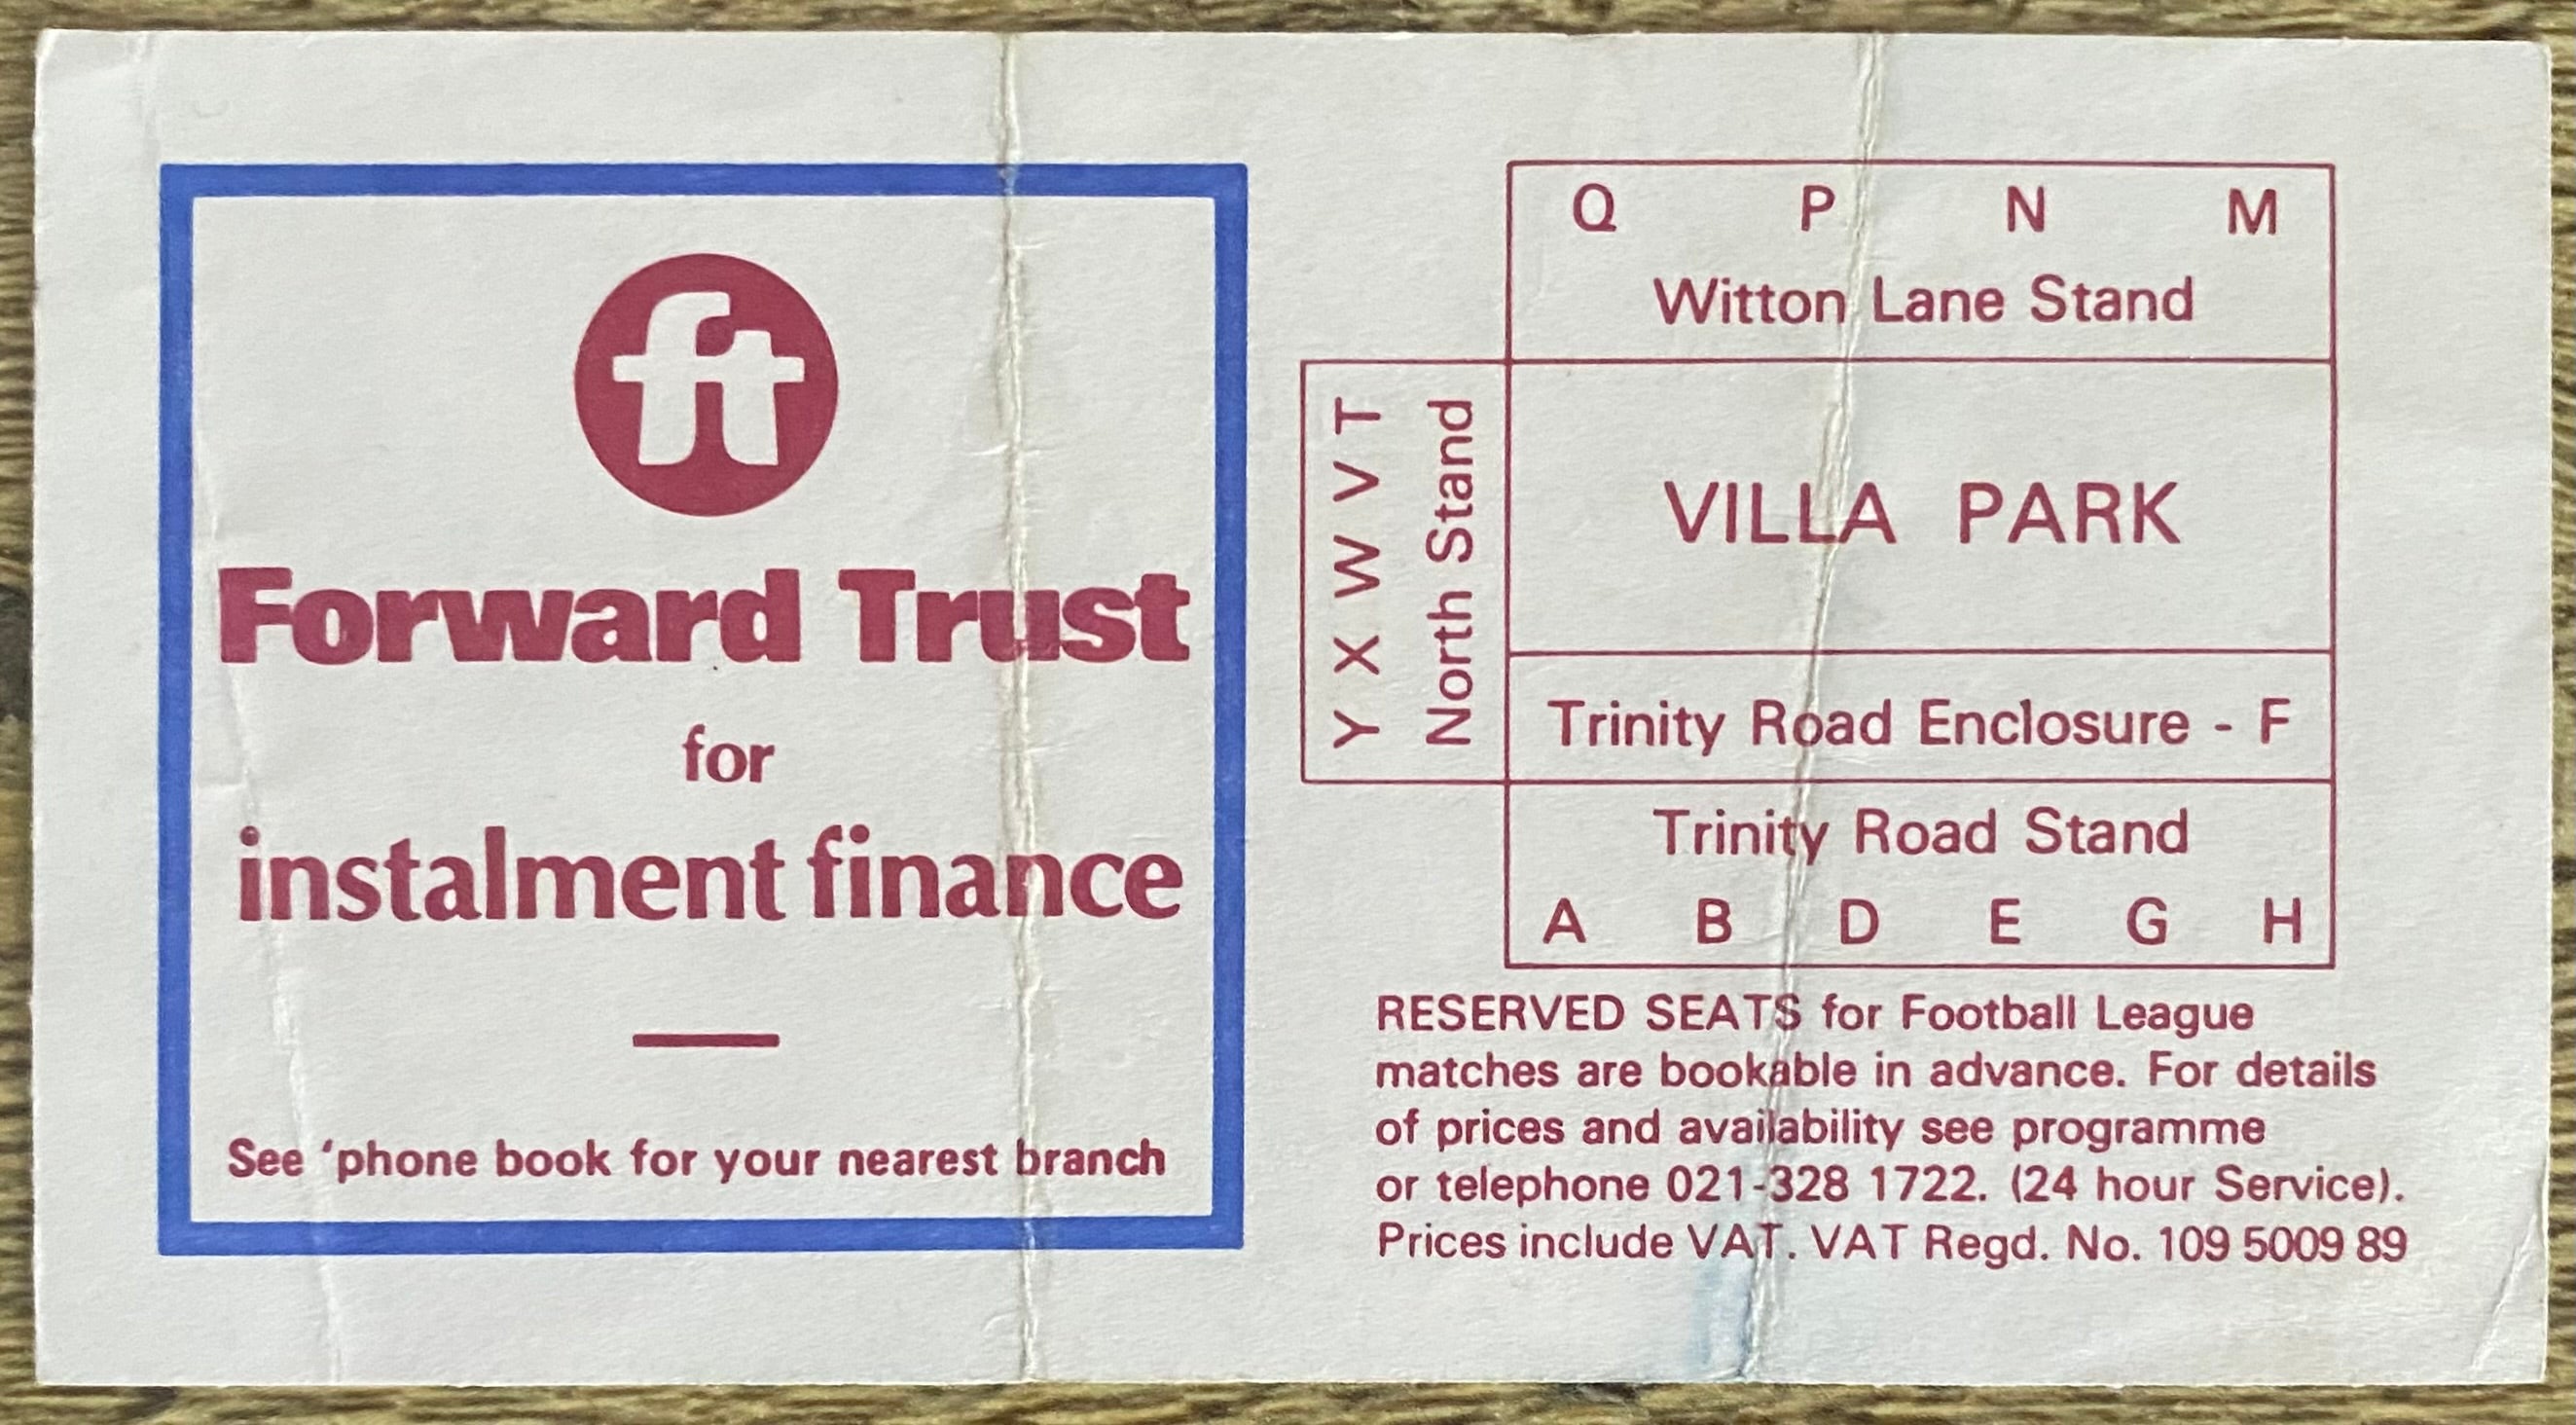 ft
Forward Trust
for
instalment finance
See ‘phone book for your nearest branch
Q P N M
Witton Lane Stand
Y X W V T
North Stand
VILLA PARK
Trinity Road Enclosure - F
Trinity Road Stand
A B D E G H
RESERVED SEATS for Football League
matches are bookable in advance. For details
of prices and availability see programme
or telephone 021-328 1722. (24 hour Service).
Prices include VAT. VAT Regd. No. 109 5009 89